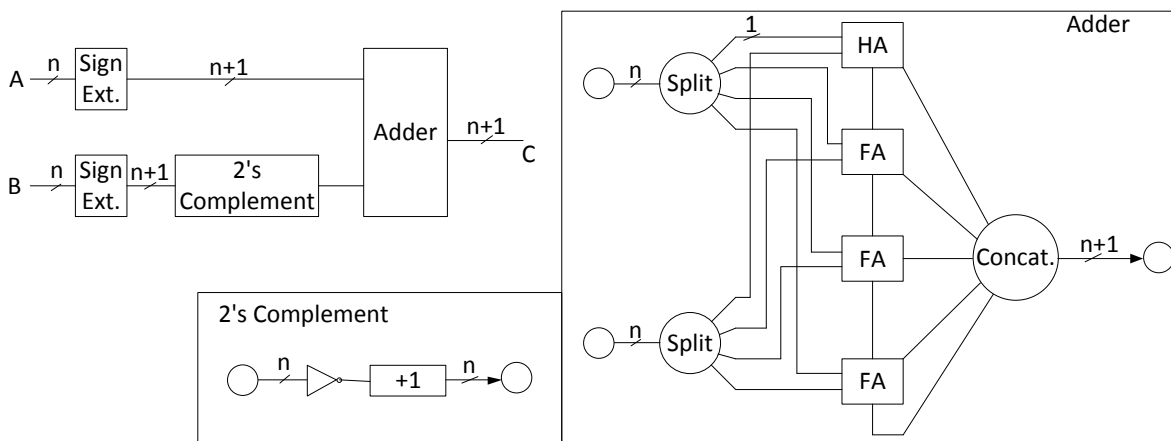 A
n
Sign
Ext.
n+1
Adder
n+1
C
B
n
Sign
Ext.
n+1
2's
Complement
2's Complement
n
+1
n
Adder
1
n
Split
HA
FA
FA
FA
n
Split
Concat.
n+1